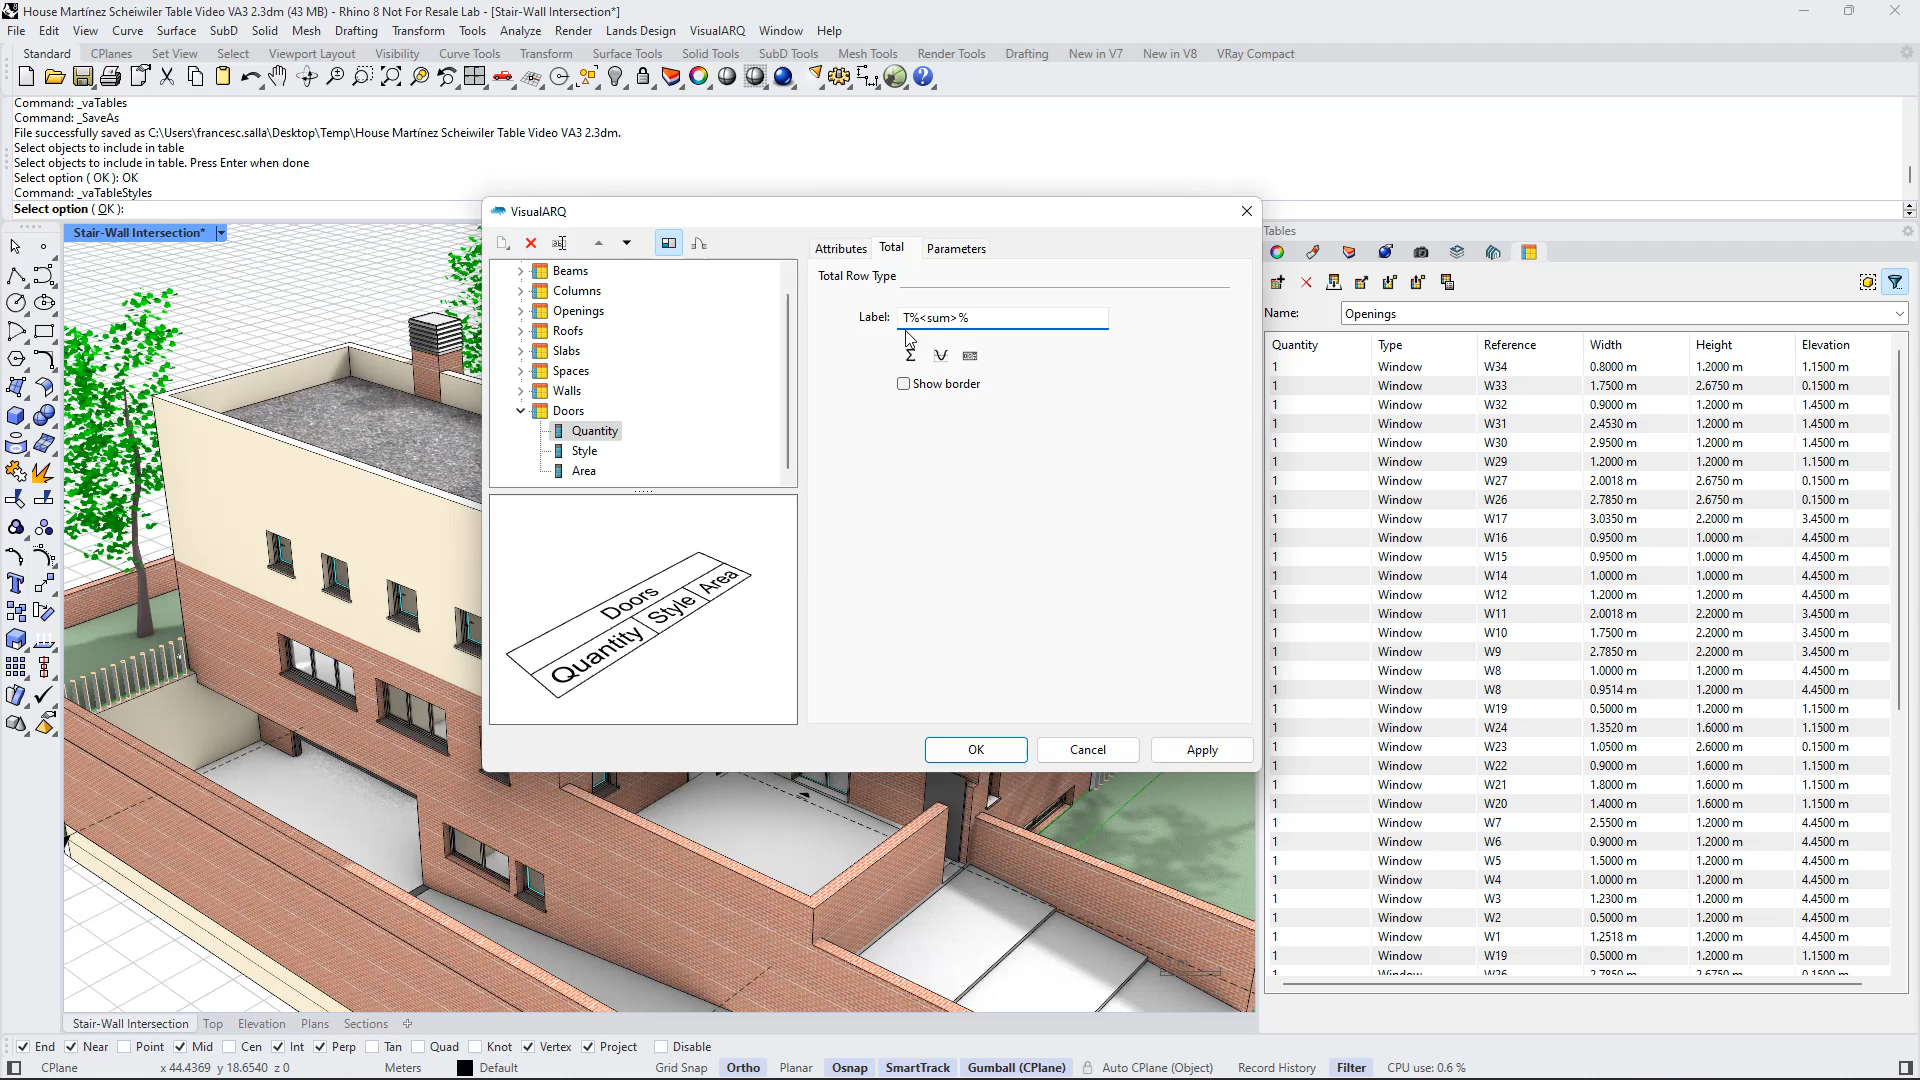 House Martínez Scheiwiler Table Video VA3 2.3dm (43 MB) - Rhino 8 Not For Resale Lab - [Stair-Wall Intersection*]
File Edit View Curve Surface SubD Solid Mesh Drafting Transform Tools Analyze Render Lands Design VisualARQ Window Help
Standard CPlanes Set View Select Viewport Layout Visibility Curve Tools Transform Surface Tools Solid Tools SubD Tools Mesh Tools Render Tools Drafting New in V7 New in V8 VRay Compact
Command: _vaTables
Command: _SaveAs
File successfully saved as C:\Users\francesc.salla\Desktop\Temp\House Martínez Scheiwiler Table Video VA3 2.3dm.
Select objects to include in table
Select objects to include in table. Press Enter when done
Select option ( OK ): OK
Command: _vaTableStyles
Select option ( OK ):
Stair-Wall Intersection*
VisualARQ
Beams
Columns
Openings
Roofs
Slabs
Spaces
Walls
Doors
Quantity
Style
Area
Doors
Quantity Style Area
Attributes Total Parameters
Total Row Type
Label: T%<sum>%
Show border
OK Cancel Apply
Tables
Name: Openings
Quantity Type Reference Width Height Elevation
1 Window W34 0.8000 m 1.2000 m 1.1500 m
1 Window W33 1.7500 m 2.6750 m 0.1500 m
1 Window W32 0.9000 m 1.2000 m 1.4500 m
1 Window W31 2.4530 m 1.2000 m 1.4500 m
1 Window W30 2.9500 m 1.2000 m 1.4500 m
1 Window W29 1.2000 m 1.2000 m 1.1500 m
1 Window W27 2.0018 m 2.6750 m 0.1500 m
1 Window W26 2.7850 m 2.6750 m 0.1500 m
1 Window W17 3.0350 m 2.2000 m 3.4500 m
1 Window W16 0.9500 m 1.0000 m 4.4500 m
1 Window W15 0.9500 m 1.0000 m 4.4500 m
1 Window W14 1.0000 m 1.0000 m 4.4500 m
1 Window W12 1.2000 m 1.2000 m 4.4500 m
1 Window W11 2.0018 m 2.2000 m 3.4500 m
1 Window W10 1.7500 m 2.2000 m 3.4500 m
1 Window W9 2.7850 m 2.2000 m 3.4500 m
1 Window W8 1.0000 m 1.2000 m 4.4500 m
1 Window W8 0.9514 m 1.2000 m 4.4500 m
1 Window W19 0.5000 m 1.2000 m 1.1500 m
1 Window W24 1.3520 m 1.6000 m 1.1500 m
1 Window W23 1.0500 m 2.6000 m 0.1500 m
1 Window W22 0.9000 m 1.6000 m 1.1500 m
1 Window W21 1.8000 m 1.6000 m 1.1500 m
1 Window W20 1.4000 m 1.6000 m 1.1500 m
1 Window W7 2.5500 m 1.2000 m 4.4500 m
1 Window W6 0.9000 m 1.2000 m 4.4500 m
1 Window W5 1.5000 m 1.2000 m 4.4500 m
1 Window W4 1.0000 m 1.2000 m 4.4500 m
1 Window W3 1.2300 m 1.2000 m 4.4500 m
1 Window W2 0.5000 m 1.2000 m 4.4500 m
1 Window W1 1.2518 m 1.2000 m 4.4500 m
1 Window W19 0.5000 m 1.2000 m 1.1500 m
1 Window W26 2.7850 m 2.6750 m 0.1500 m
Stair-Wall Intersection Top Elevation Plans Sections
End Near Point Mid Cen Int Perp Tan Quad Knot Vertex Project Disable
CPlane x 44.4369 y 18.6540 z 0 Meters Default Grid Snap Ortho Planar Osnap SmartTrack Gumball (CPlane) Auto CPlane (Object) Record History Filter CPU use: 0.6 %